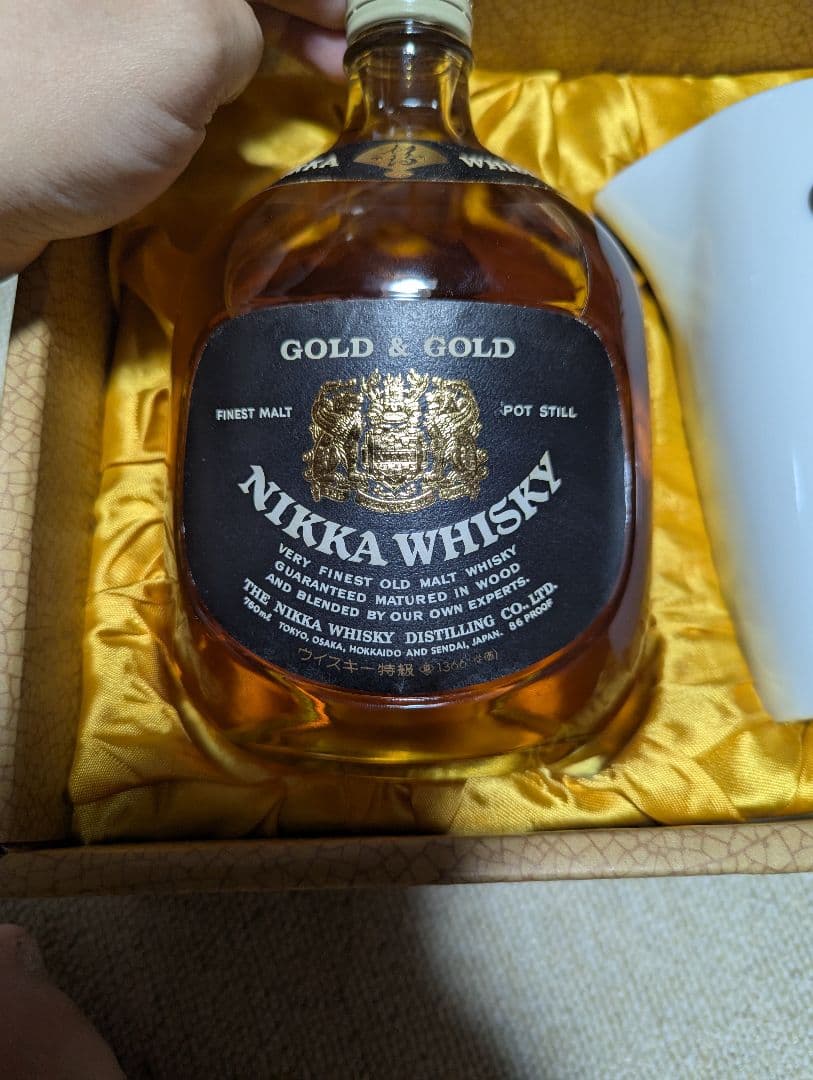 WHIS
GOLD & GOLD
FINEST MALT
POT STILL
NIKKA WHISKY
VERY FINEST OLD MALT WHISKY
GUARANTEED MATURED IN WOOD
AND BLENDED BY OUR OWN EXPERTS.
THE NIKKA WHISKY DISTILLING CO., LTD.
760ml TOKYO, OSAKA, HOKKAIDO AND SENDAI, JAPAN. 86 PROOF
ウイスキー特級